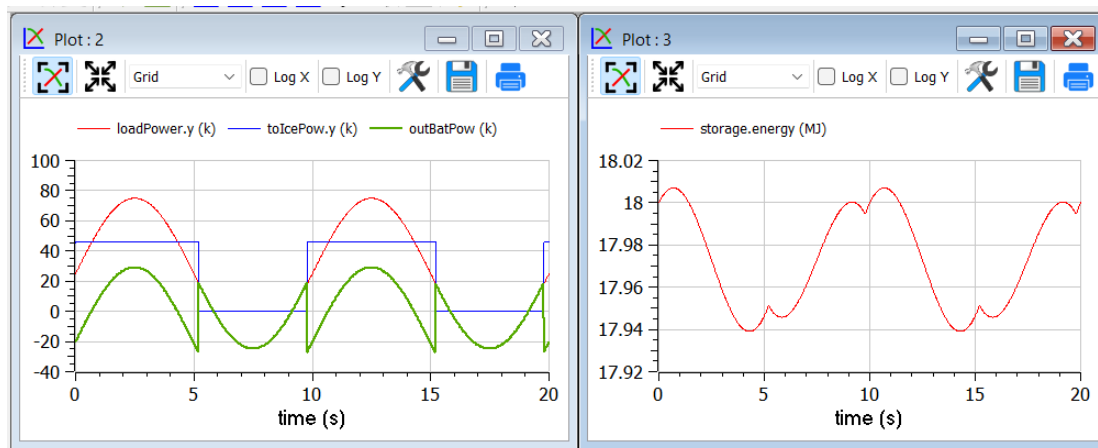 Plot : 2
Grid
Log X
Log Y
loadPower.y (k)
toIcePow.y (k)
outBatPow (k)
100
80
60
40
20
0
-20
-40
0
5
10
15
20
time (s)
Plot : 3
Grid
Log X
Log Y
storage.energy (MJ)
18.02
18
17.98
17.96
17.94
17.92
0
5
10
15
20
time (s)